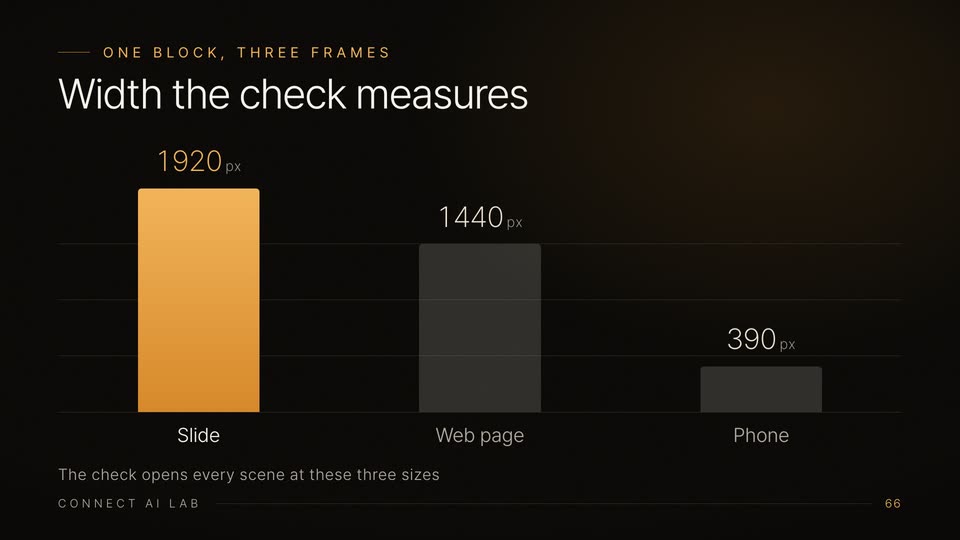 ONE BLOCK, THREE FRAMES
Width the check measures
1920 px
1440 px
390 px
Slide
Web page
Phone
The check opens every scene at these three sizes
CONNECT AI LAB
66